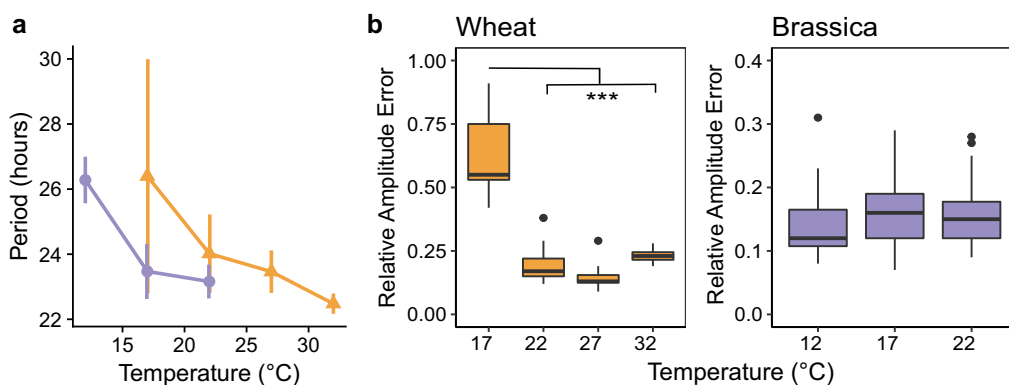 a
30
28
26
24
22
Period (hours)
15 20 25 30
Temperature (°C)
b
Wheat
1.00
0.75
0.50
0.25
0.00
Relative Amplitude Error
***
17 22 27 32
Brassica
0.4
0.3
0.2
0.1
0.0
Relative Amplitude Error
12 17 22
Temperature (°C)